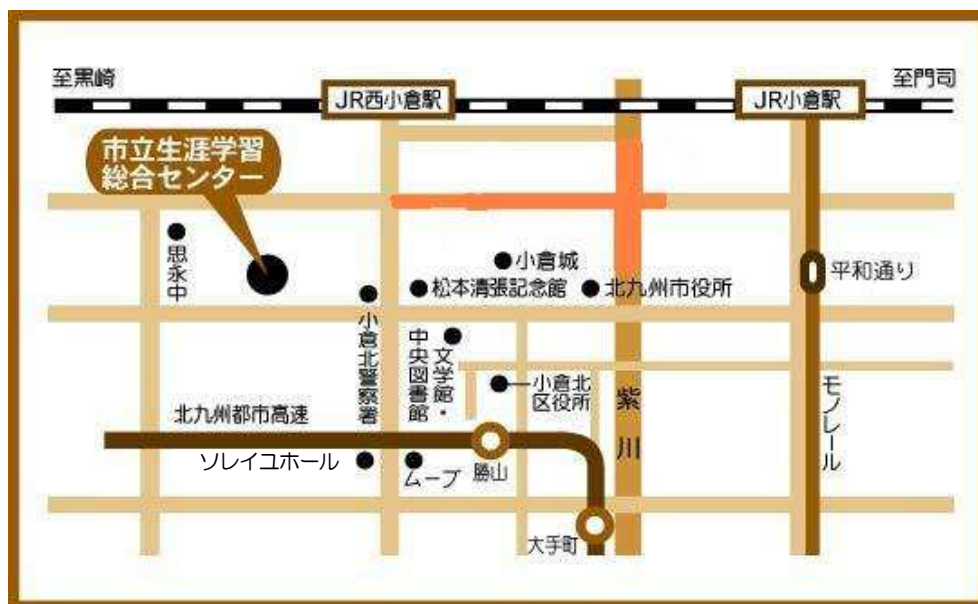 至黒崎
JR西小倉駅
JR小倉駅
至門司
市立生涯学習
総合センター
思永中
小倉城
松本清張記念館
北九州市役所
平和通り
小倉北警察署
文学館・
中央図書館
小倉北
区役所
紫川
モノレール
北九州都市高速
ソレイユホール
ムーブ
勝山
大手町